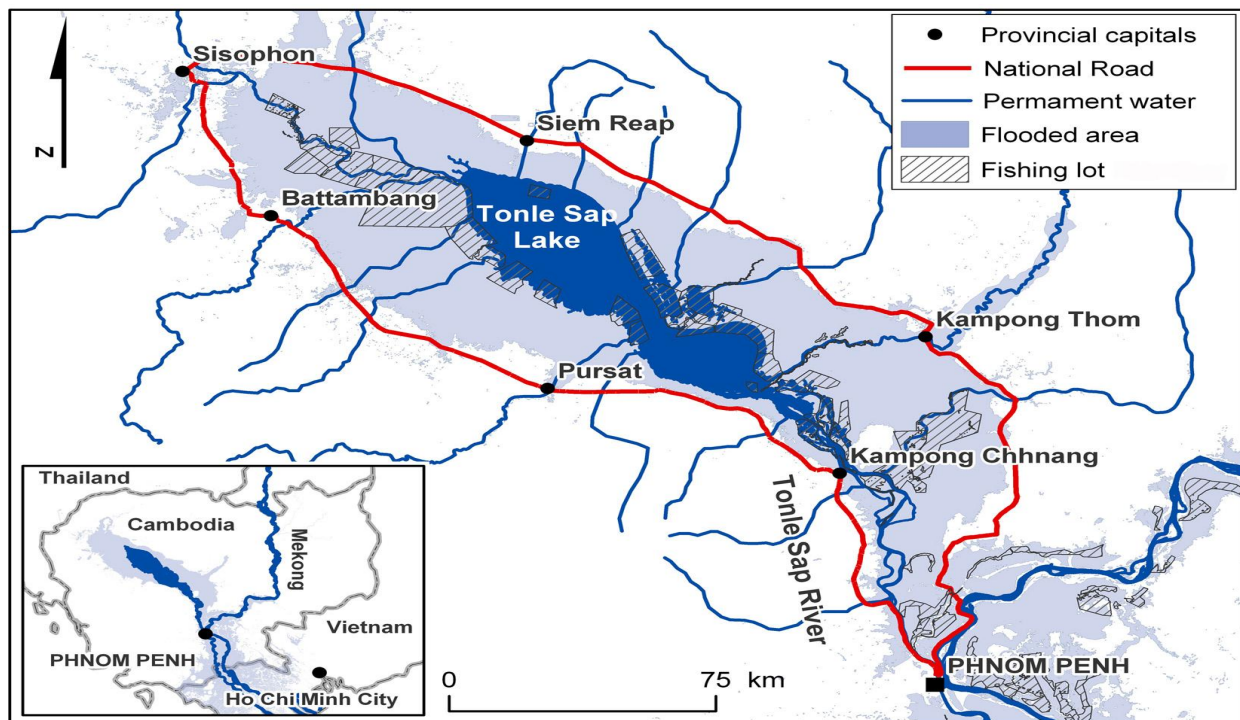 Sisophon
Siem Reap
Battambang
Tonle Sap
Lake
Kampong Thom
Pursat
Kampong Chhnang
Tonle Sap River
PHNOM PENH
N
Provincial capitals
National Road
Permament water
Flooded area
Fishing lot
Thailand
Cambodia
Mekong
Vietnam
PHNOM PENH
Ho Chi Minh City
0 75 km